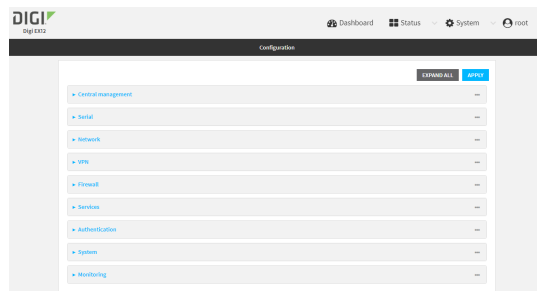 DIGI
Digi EX12
Dashboard Status System root
Configuration
EXPAND ALL APPLY
Central management
Serial
Network
VPN
Firewall
Services
Authentication
System
Monitoring